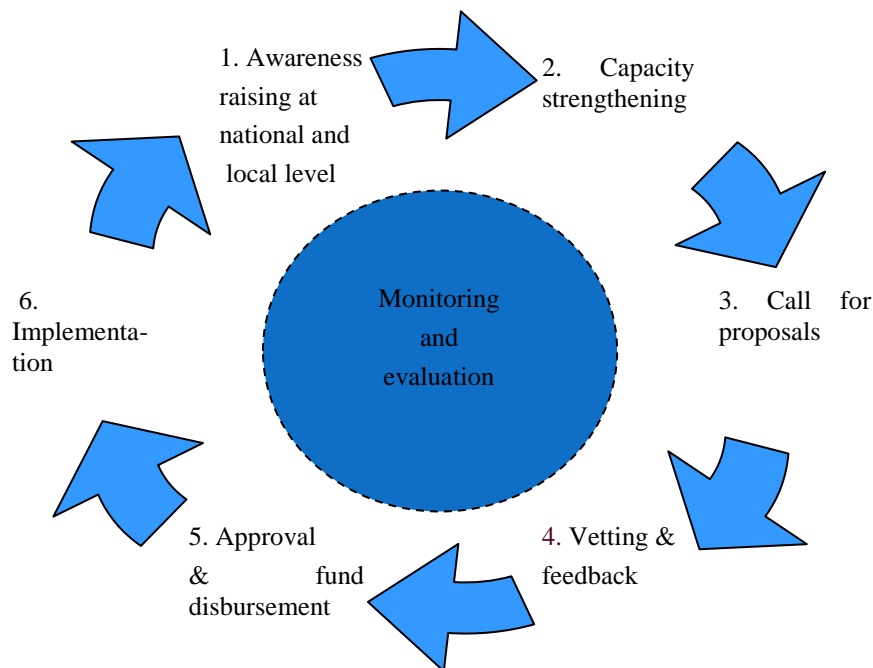 1. Awareness
raising at
national and
local level
2. Capacity
strengthening
3. Call for
proposals
4. Vetting &
feedback
5. Approval
& fund
disbursement
6.
Implementa-
tion
Monitoring
and
evaluation